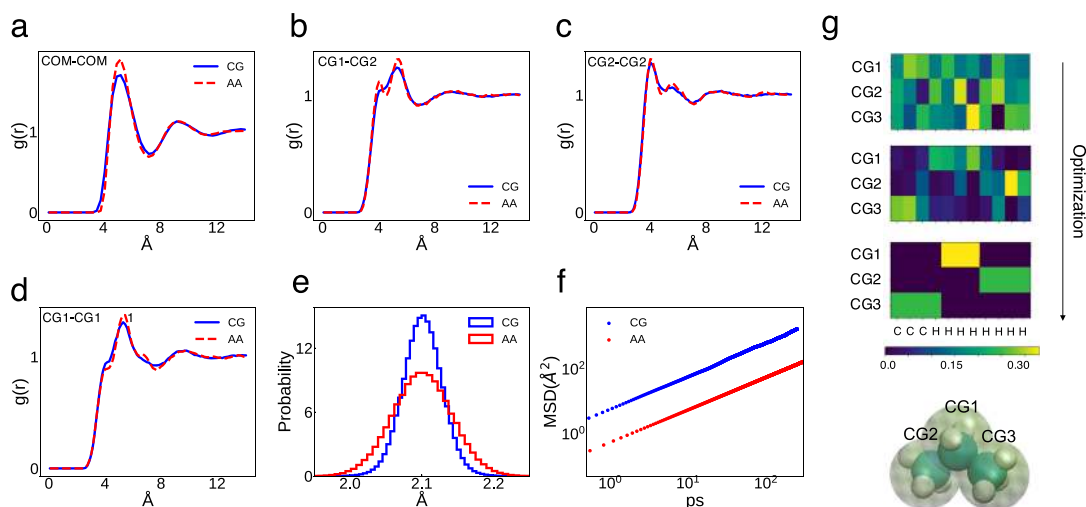 a
COM-COM
CG
AA
g(r)
1
0
0 4 8 12
Å
b
CG1-CG2
CG
AA
g(r)
1
0
0 4 8 12
Å
c
CG2-CG2
CG
AA
g(r)
1
0
0 4 8 12
Å
d
CG1-CG1 1
CG
AA
g(r)
1
0
0 4 8 12
Å
e
CG
AA
Probability
12
6
0
2.0 2.1 2.2
Å
f
CG
AA
MSD(Å²)
10²
10⁰
10⁰ 10¹ 10²
ps
g
CG1
CG2
CG3
CG1
CG2
CG3
CG1
CG2
CG3
C C C H H H H H H H H
0.0 0.15 0.30
Optimization
CG1
CG2 CG3